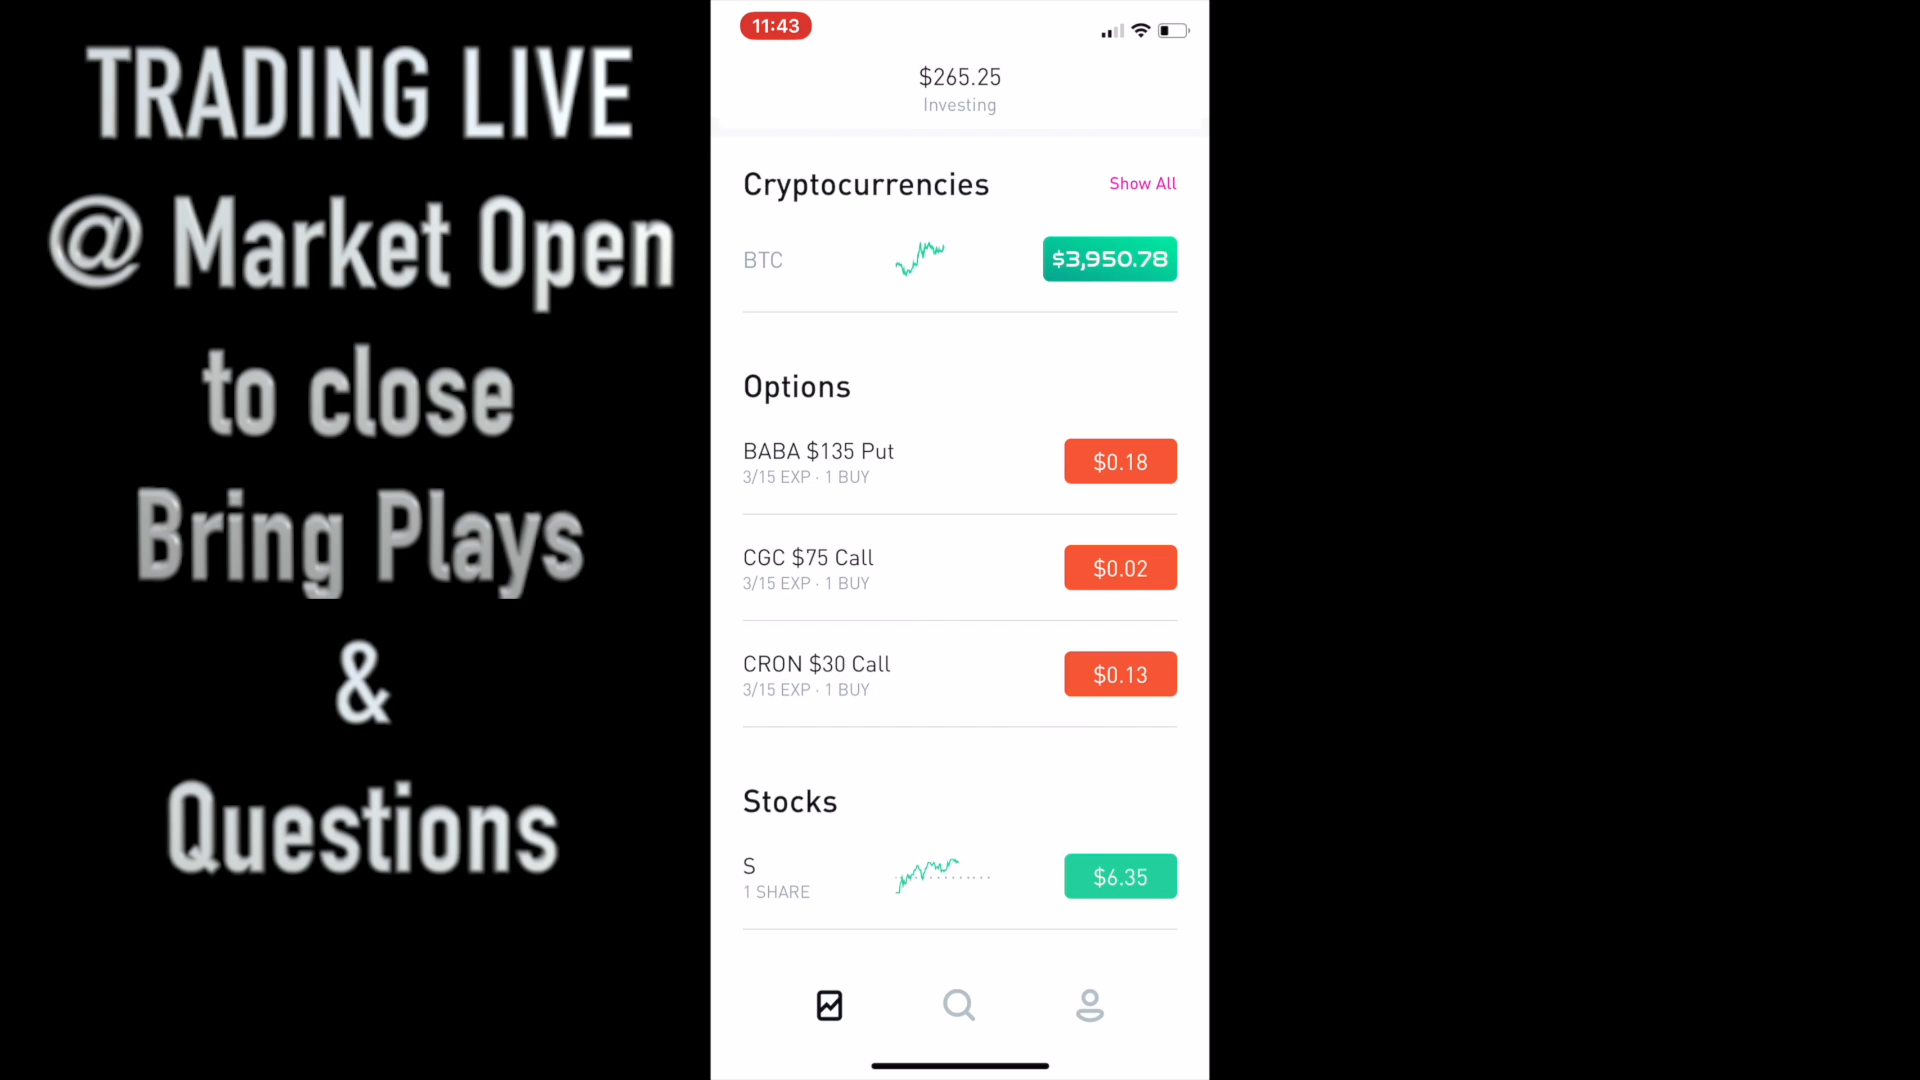 TRADING LIVE
@ Market Open
to close
Bring Plays
&
Questions
11:43
$265.25
Investing
Cryptocurrencies
Show All
BTC
$3,950.78
Options
BABA $135 Put
3/15 EXP · 1 BUY
$0.18
CGC $75 Call
3/15 EXP · 1 BUY
$0.02
CRON $30 Call
3/15 EXP · 1 BUY
$0.13
Stocks
S
1 SHARE
$6.35